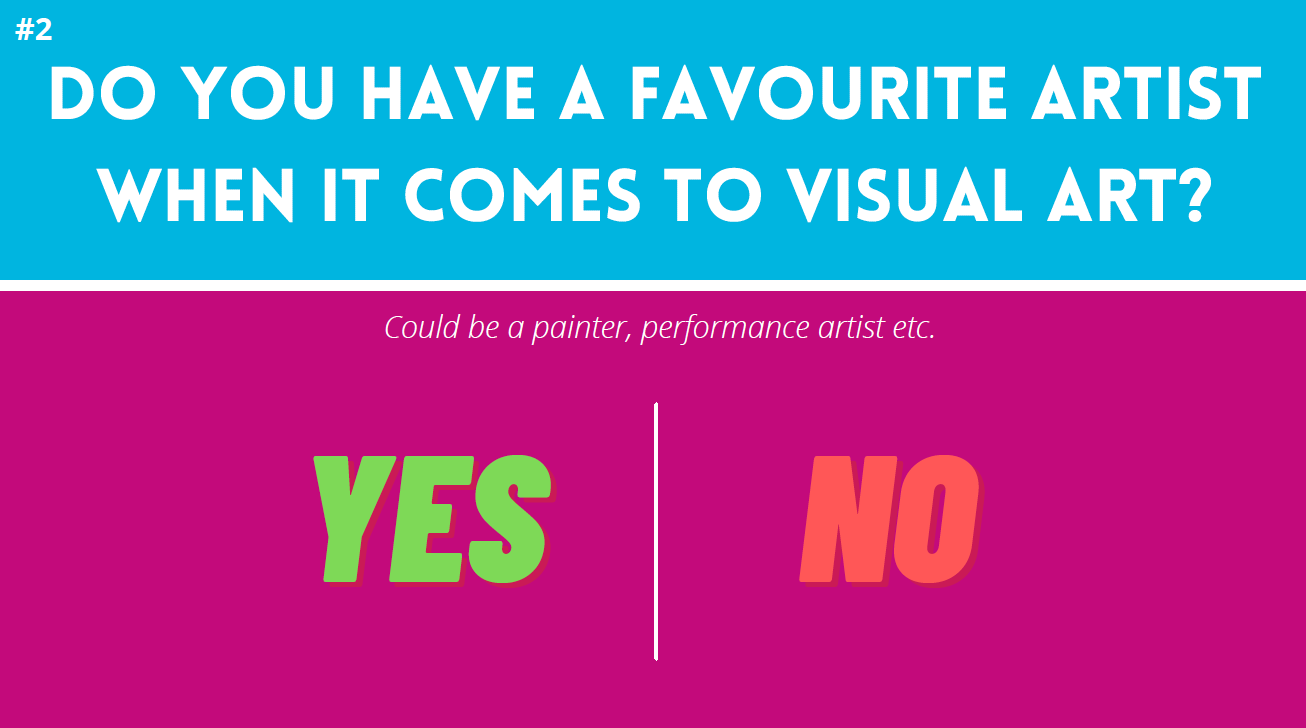 #2
DO YOU HAVE A FAVOURITE ARTIST
WHEN IT COMES TO VISUAL ART?
Could be a painter, performance artist etc.
YES
NO